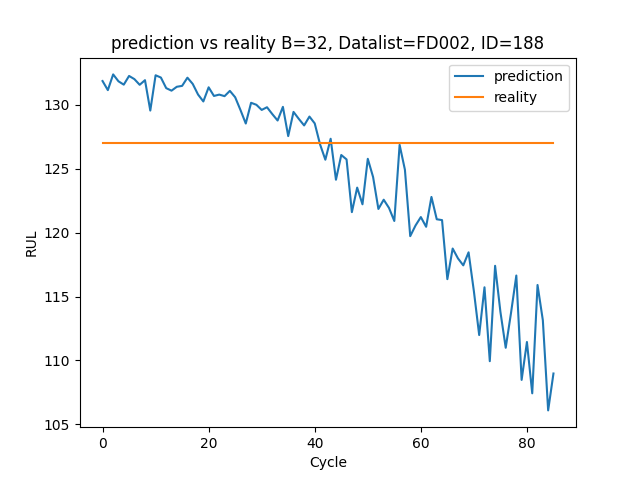 prediction vs reality B=32, Datalist=FD002, ID=188
prediction
reality
130
125
120
115
110
105
RUL
0
20
40
60
80
Cycle